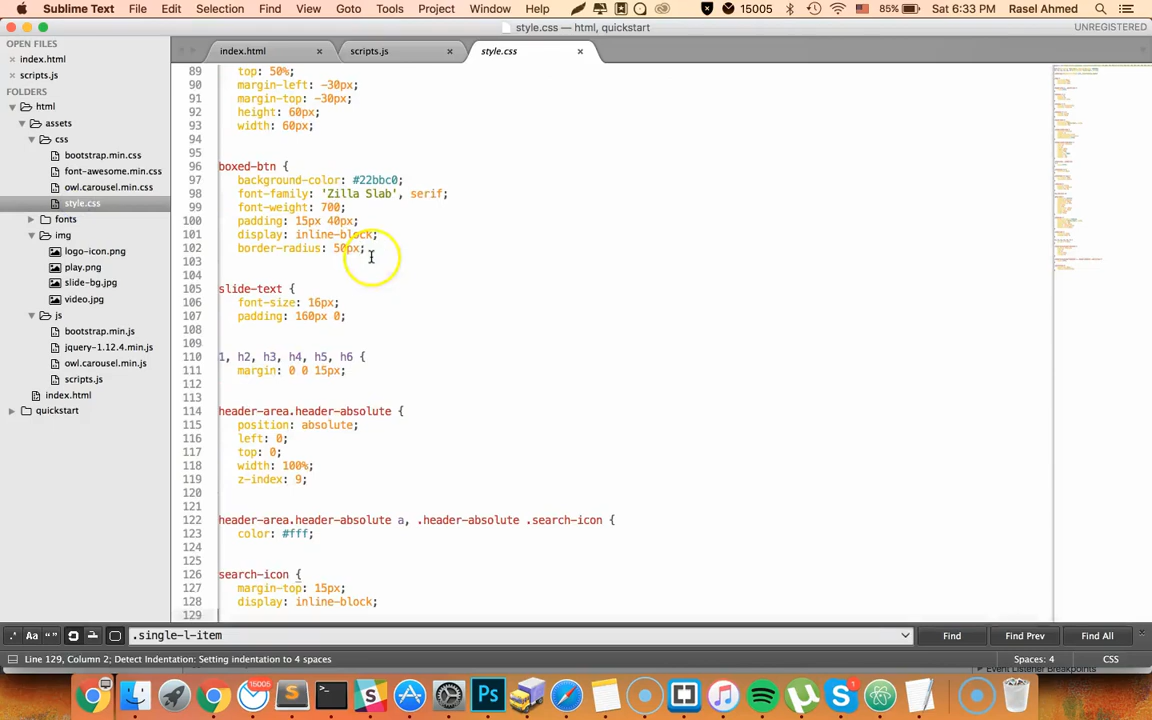 Sublime Text File Edit Selection Find View Goto Tools Project Window Help 15005 85% Sat 6:33 PM Rasel Ahmed
style.css — html, quickstart UNREGISTERED
OPEN FILES
index.html
scripts.js
FOLDERS
html
assets
css
bootstrap.min.css
font-awesome.min.css
owl.carousel.min.css
style.css
fonts
img
logo-icon.png
play.png
slide-bg.jpg
video.jpg
js
bootstrap.min.js
jquery-1.12.4.min.js
owl.carousel.min.js
scripts.js
index.html
quickstart
index.html scripts.js style.css
89 top: 50%;
90 margin-left: -30px;
91 margin-top: -30px;
92 height: 60px;
93 width: 60px;
94
95
96 boxed-btn {
97 background-color: #22bbc0;
98 font-family: 'Zilla Slab', serif;
99 font-weight: 700;
100 padding: 15px 40px;
101 display: inline-block;
102 border-radius: 50px;
103
104
105 slide-text {
106 font-size: 16px;
107 padding: 160px 0;
108
109
110 1, h2, h3, h4, h5, h6 {
111 margin: 0 0 15px;
112
113
114 header-area.header-absolute {
115 position: absolute;
116 left: 0;
117 top: 0;
118 width: 100%;
119 z-index: 9;
120
121
122 header-area.header-absolute a, .header-absolute .search-icon {
123 color: #fff;
124
125
126 search-icon {
127 margin-top: 15px;
128 display: inline-block;
129
.* Aa “” .single-l-item Find Find Prev Find All
Line 129, Column 2; Detect Indentation: Setting indentation to 4 spaces Spaces: 4 CSS
Event Listener Breakpoints
15005